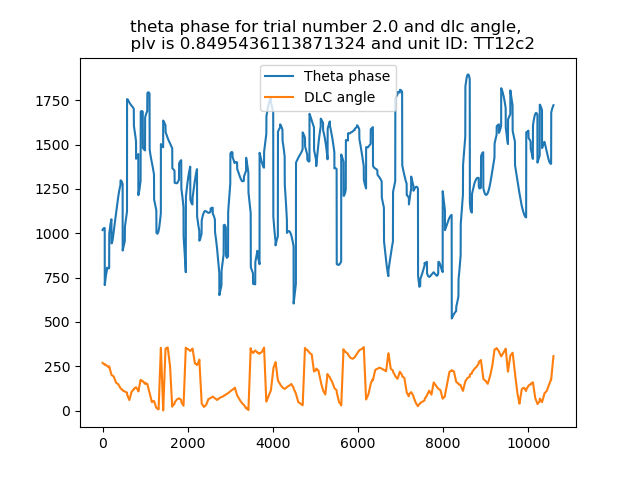 theta phase for trial number 2.0 and dlc angle,
plv is 0.8495436113871324 and unit ID: TT12c2
Theta phase
DLC angle
1750
1500
1250
1000
750
500
250
0
0 2000 4000 6000 8000 10000